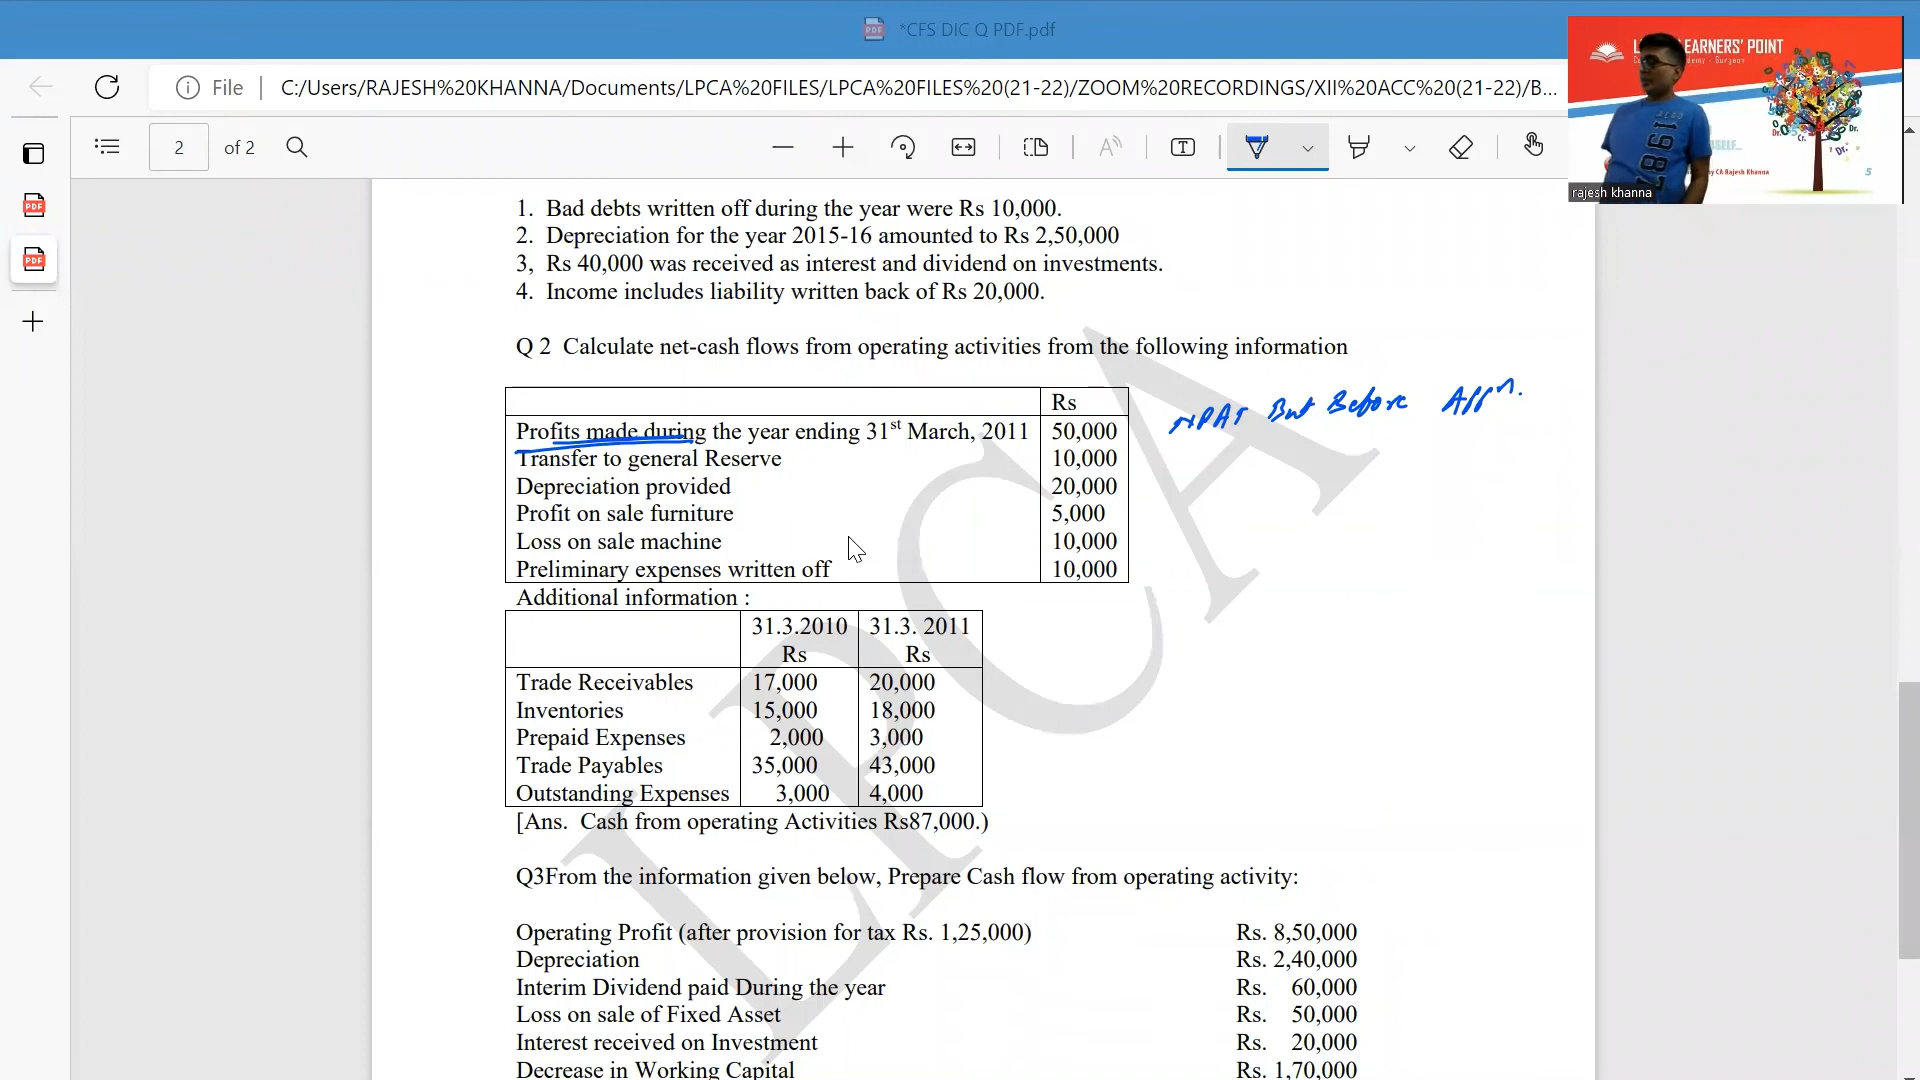 *CFS DIC Q PDF.pdf
File
C:/Users/RAJESH%20KHANNA/Documents/LPCA%20FILES/LPCA%20FILES%20(21-22)/ZOOM%20RECORDINGS/XII%20ACC%20(21-22)/B...
2 of 2
EARNERS' POINT
by CA Rajesh Khanna
5
1987
rajesh khanna
1. Bad debts written off during the year were Rs 10,000.
2. Depreciation for the year 2015-16 amounted to Rs 2,50,000
3, Rs 40,000 was received as interest and dividend on investments.
4. Income includes liability written back of Rs 20,000.
Q 2 Calculate net-cash flows from operating activities from the following information
Rs
NPAT But Before Appn.
Profits made during the year ending 31st March, 2011 50,000
Transfer to general Reserve 10,000
Depreciation provided 20,000
Profit on sale furniture 5,000
Loss on sale machine 10,000
Preliminary expenses written off 10,000
Additional information :
31.3.2010 31.3. 2011
Rs Rs
Trade Receivables 17,000 20,000
Inventories 15,000 18,000
Prepaid Expenses 2,000 3,000
Trade Payables 35,000 43,000
Outstanding Expenses 3,000 4,000
[Ans. Cash from operating Activities Rs87,000.)
Q3From the information given below, Prepare Cash flow from operating activity:
Operating Profit (after provision for tax Rs. 1,25,000) Rs. 8,50,000
Depreciation Rs. 2,40,000
Interim Dividend paid During the year Rs. 60,000
Loss on sale of Fixed Asset Rs. 50,000
Interest received on Investment Rs. 20,000
Decrease in Working Capital Rs. 1,70,000
LPCA